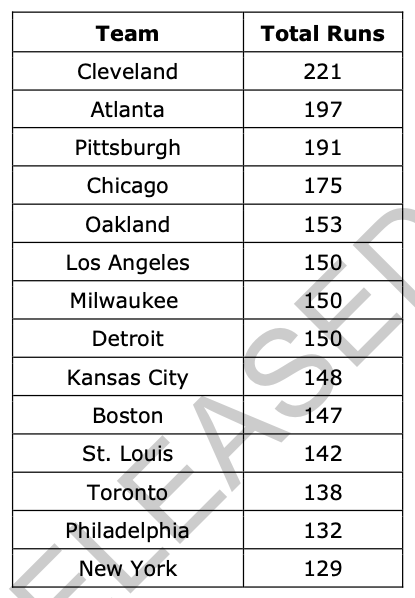 Team Total Runs
Cleveland 221
Atlanta 197
Pittsburgh 191
Chicago 175
Oakland 153
Los Angeles 150
Milwaukee 150
Detroit 150
Kansas City 148
Boston 147
St. Louis 142
Toronto 138
Philadelphia 132
New York 129
ELEASED